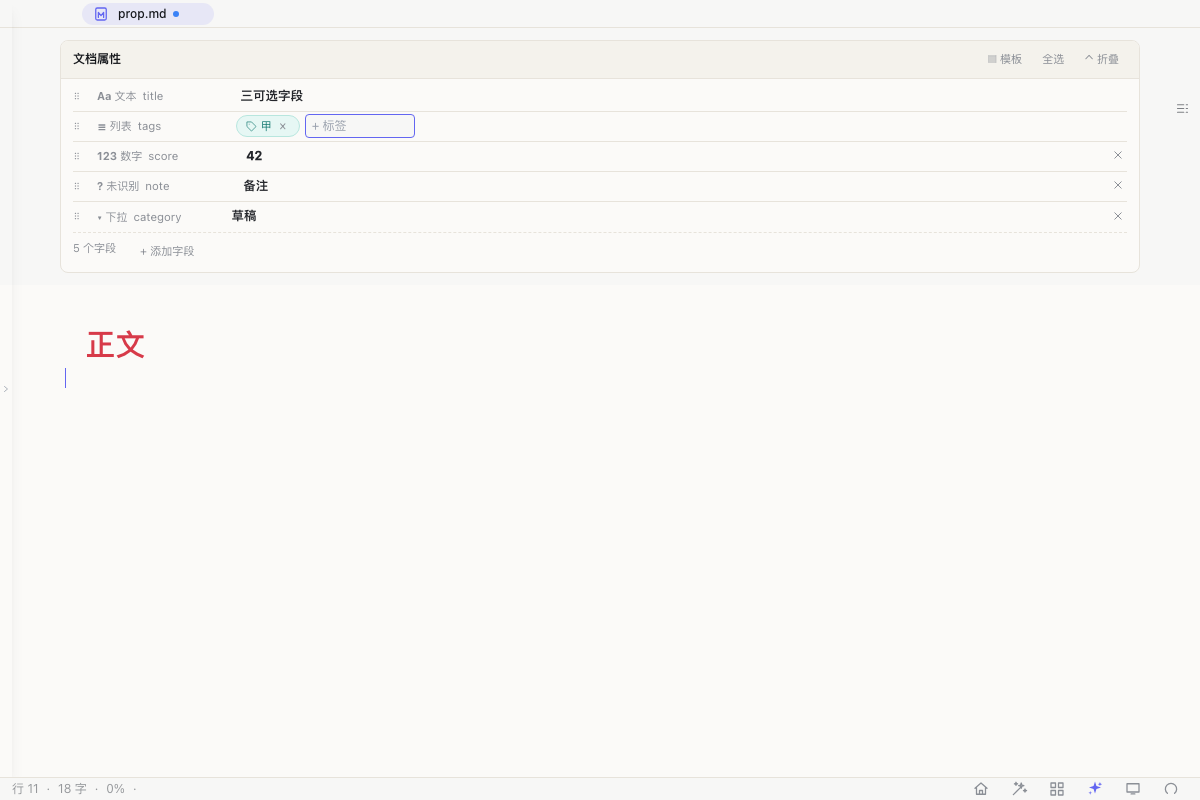 prop.md
文档属性 模板 全选 折叠
Aa 文本 title 三可选字段
列表 tags 甲 × + 标签
123 数字 score 42
? 未识别 note 备注
下拉 category 草稿
5 个字段 + 添加字段
正文
行 11 · 18 字 · 0% ·